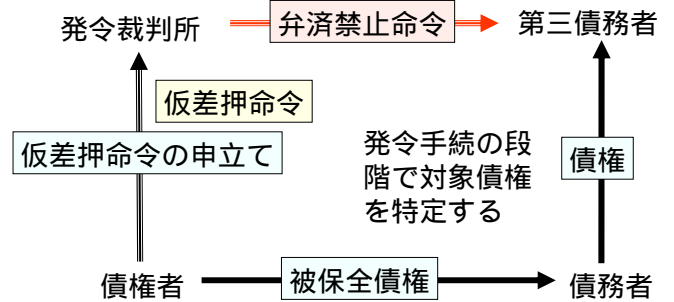 発令裁判所
弁済禁止命令
第三債務者
仮差押命令
仮差押命令の申立て
発令手続の段
階で対象債権
を特定する
債権
債権者
被保全債権
債務者